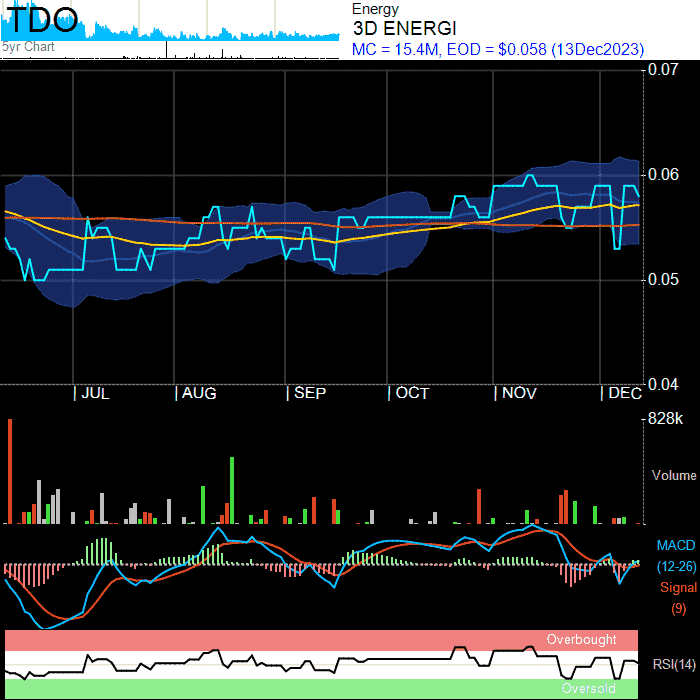 TDO
5yr Chart
Energy
3D ENERGI
MC = 15.4M, EOD = $0.058 (13Dec2023)
0.07
0.06
0.05
0.04
JUL
AUG
SEP
OCT
NOV
DEC
828k
Volume
MACD
(12-26)
Signal
(9)
Overbought
RSI(14)
Oversold